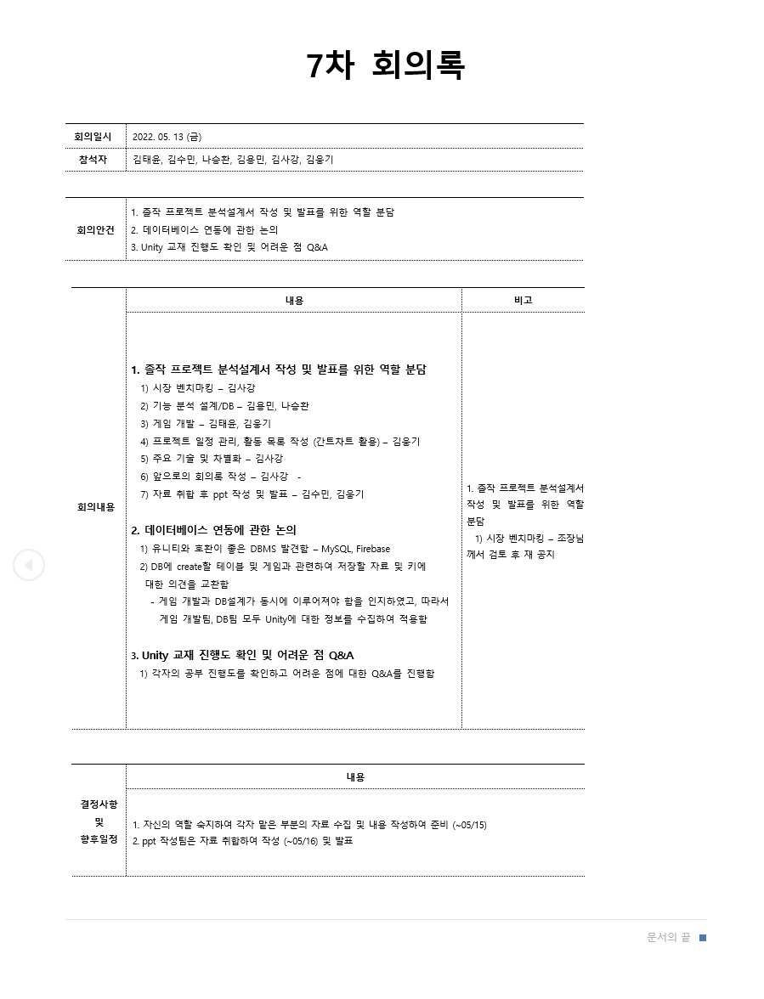 7차 회의록
회의일시 2022. 05. 13 (금)
참석자 김태윤, 김수민, 나승환, 김용민, 김사강, 김웅기
회의안건
1. 졸작 프로젝트 분석설계서 작성 및 발표를 위한 역할 분담
2. 데이터베이스 연동에 관한 논의
3. Unity 교재 진행도 확인 및 어려운 점 Q&A
내용 비고
회의내용
1. 졸작 프로젝트 분석설계서 작성 및 발표를 위한 역할 분담
1) 시장 벤치마킹 – 김사강
2) 기능 분석 설계/DB – 김용민, 나승환
3) 게임 개발 – 김태윤, 김웅기
4) 프로젝트 일정 관리, 활동 목록 작성 (간트차트 활용) – 김웅기
5) 주요 기술 및 차별화 – 김사강
6) 앞으로의 회의록 작성 – 김사강 -
7) 자료 취합 후 ppt 작성 및 발표 – 김수민, 김웅기
2. 데이터베이스 연동에 관한 논의
1) 유니티와 호환이 좋은 DBMS 발견함 – MySQL, Firebase
2) DB에 create할 테이블 및 게임과 관련하여 저장할 자료 및 키에
대한 의견을 교환함
- 게임 개발과 DB설계가 동시에 이루어져야 함을 인지하였고, 따라서
게임 개발팀, DB팀 모두 Unity에 대한 정보를 수집하여 적용함
3. Unity 교재 진행도 확인 및 어려운 점 Q&A
1) 각자의 공부 진행도를 확인하고 어려운 점에 대한 Q&A를 진행함
1. 졸작 프로젝트 분석설계서
작성 및 발표를 위한 역할
분담
1) 시장 벤치마킹 – 조장님
께서 검토 후 재 공지
내용
결정사항
및
향후일정
1. 자신의 역할 숙지하여 각자 맡은 부분의 자료 수집 및 내용 작성하여 준비 (~05/15)
2. ppt 작성팀은 자료 취합하여 작성 (~05/16) 및 발표
문서의 끝